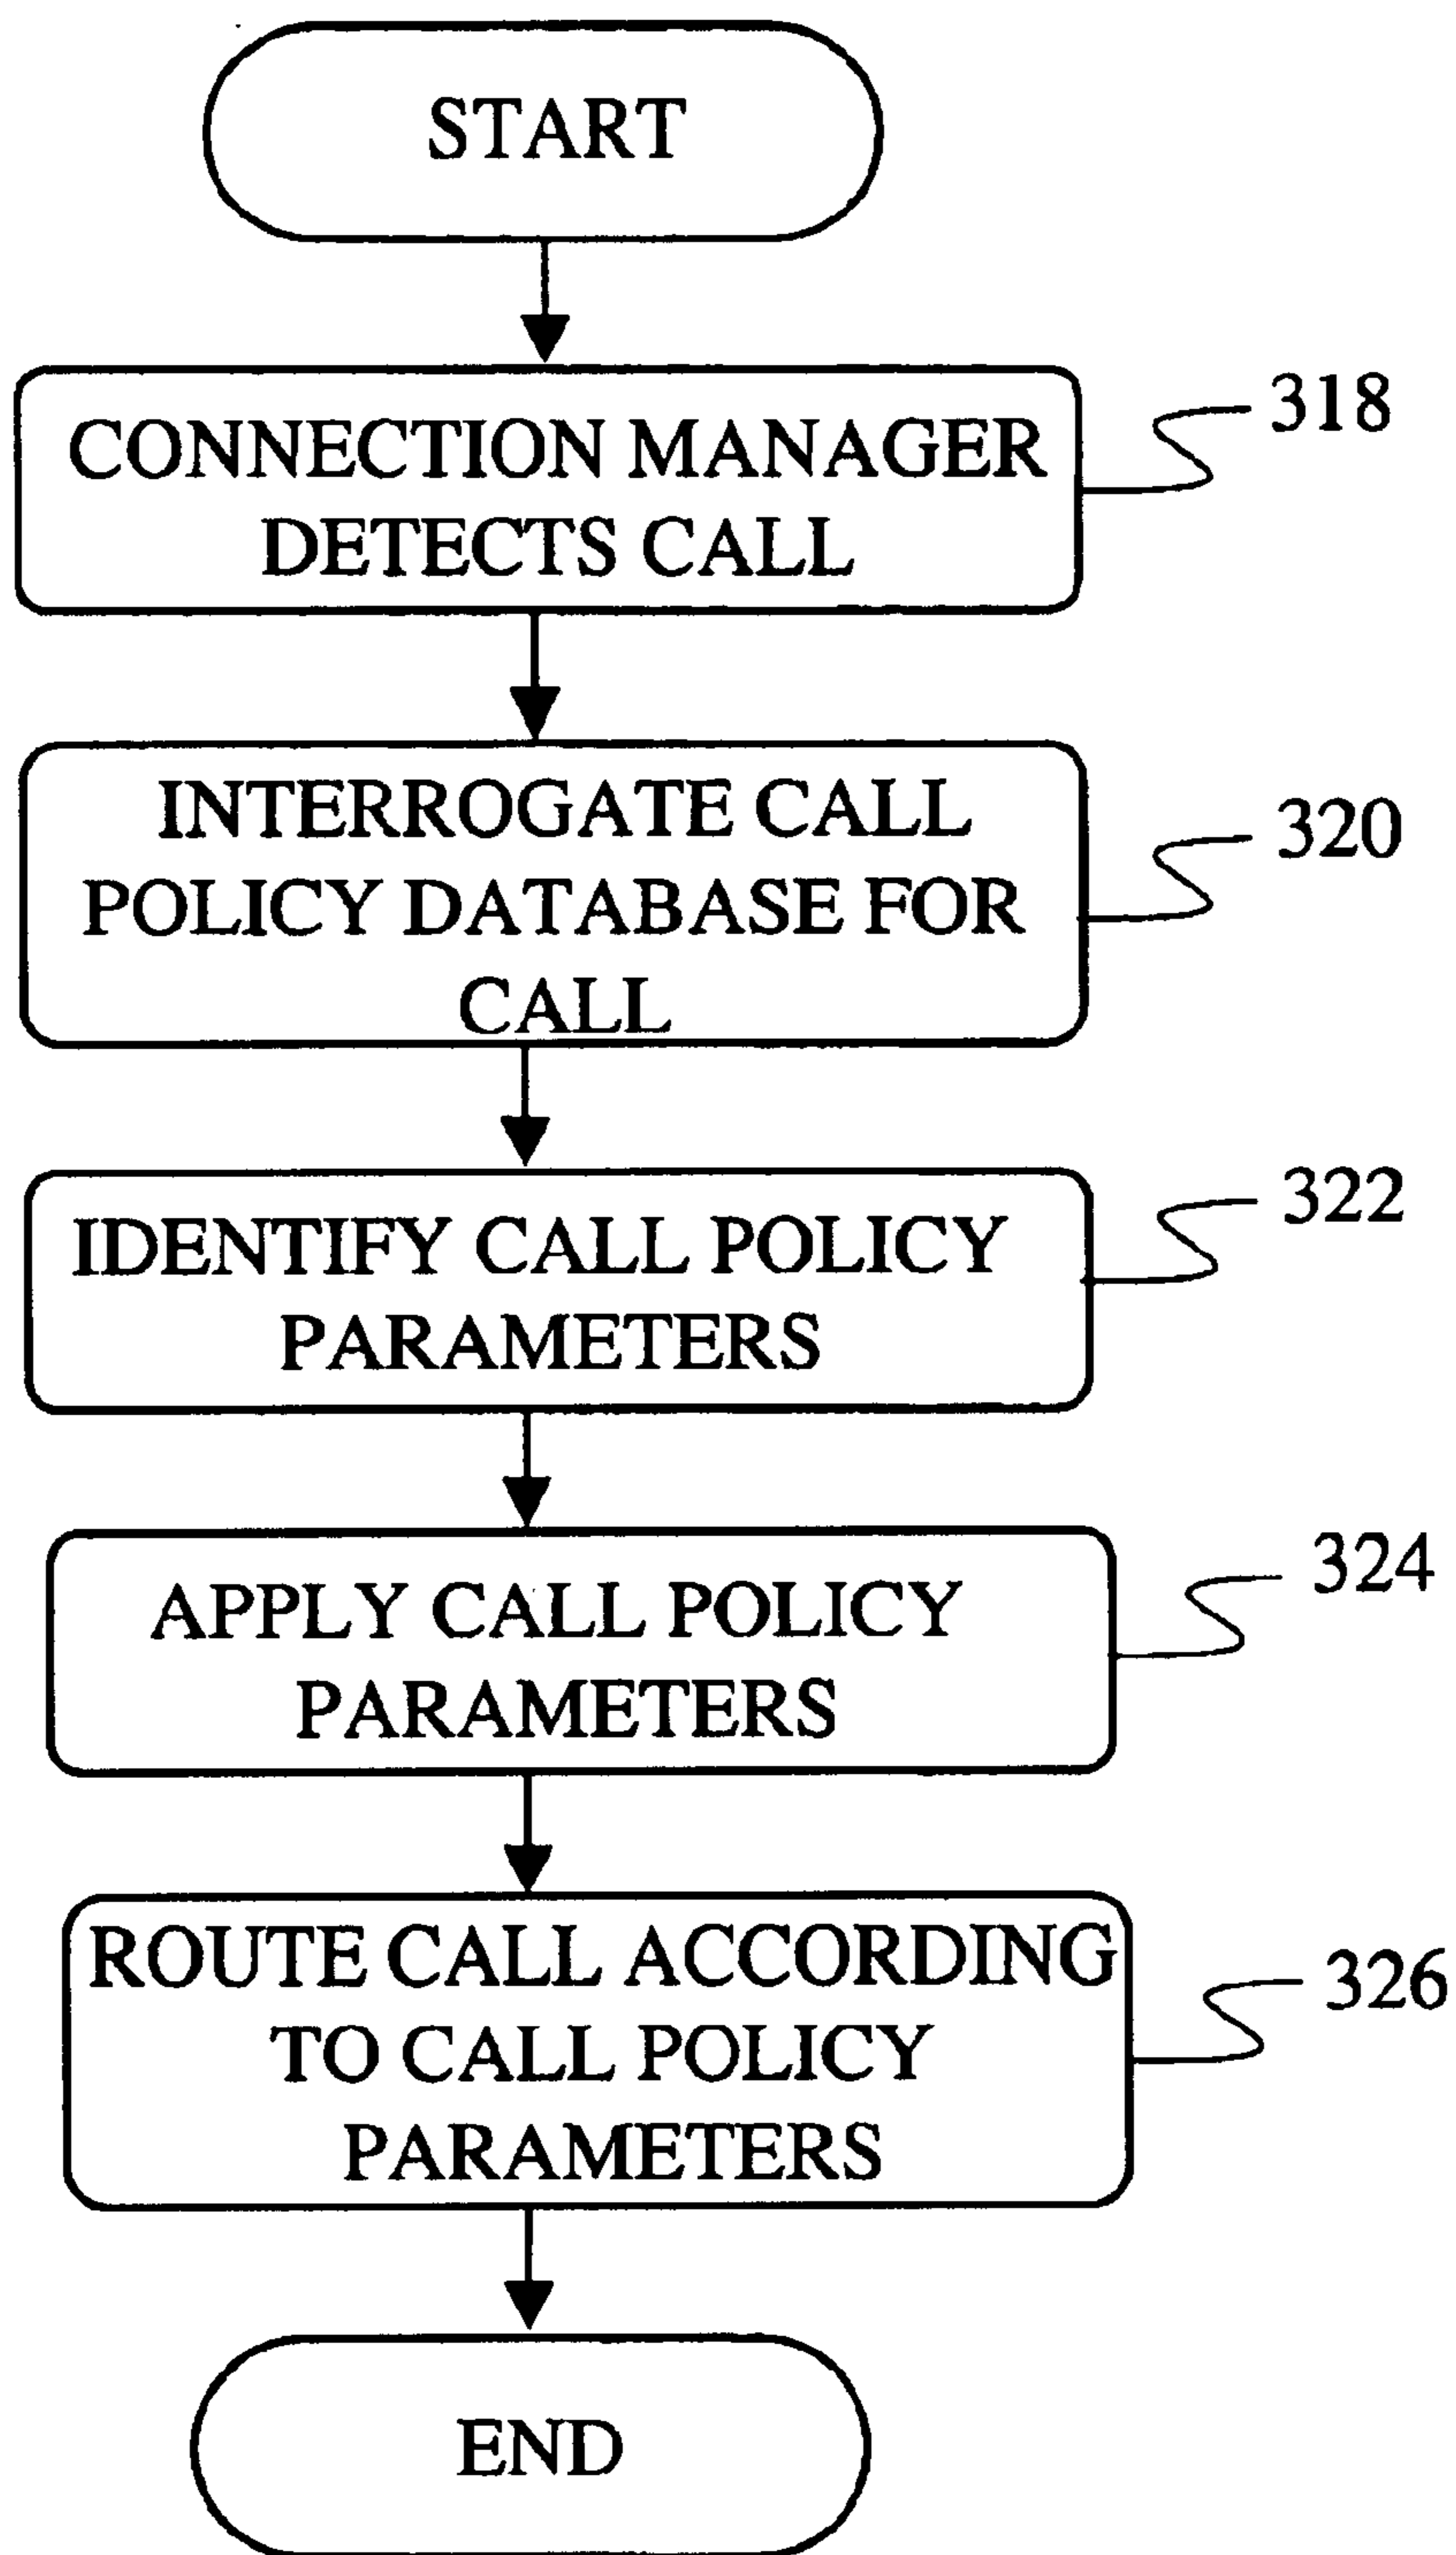 START
CONNECTION MANAGER
DETECTS CALL
318
INTERROGATE CALL
POLICY DATABASE FOR
CALL
320
IDENTIFY CALL POLICY
PARAMETERS
322
APPLY CALL POLICY
PARAMETERS
324
ROUTE CALL ACCORDING
TO CALL POLICY
PARAMETERS
326
END